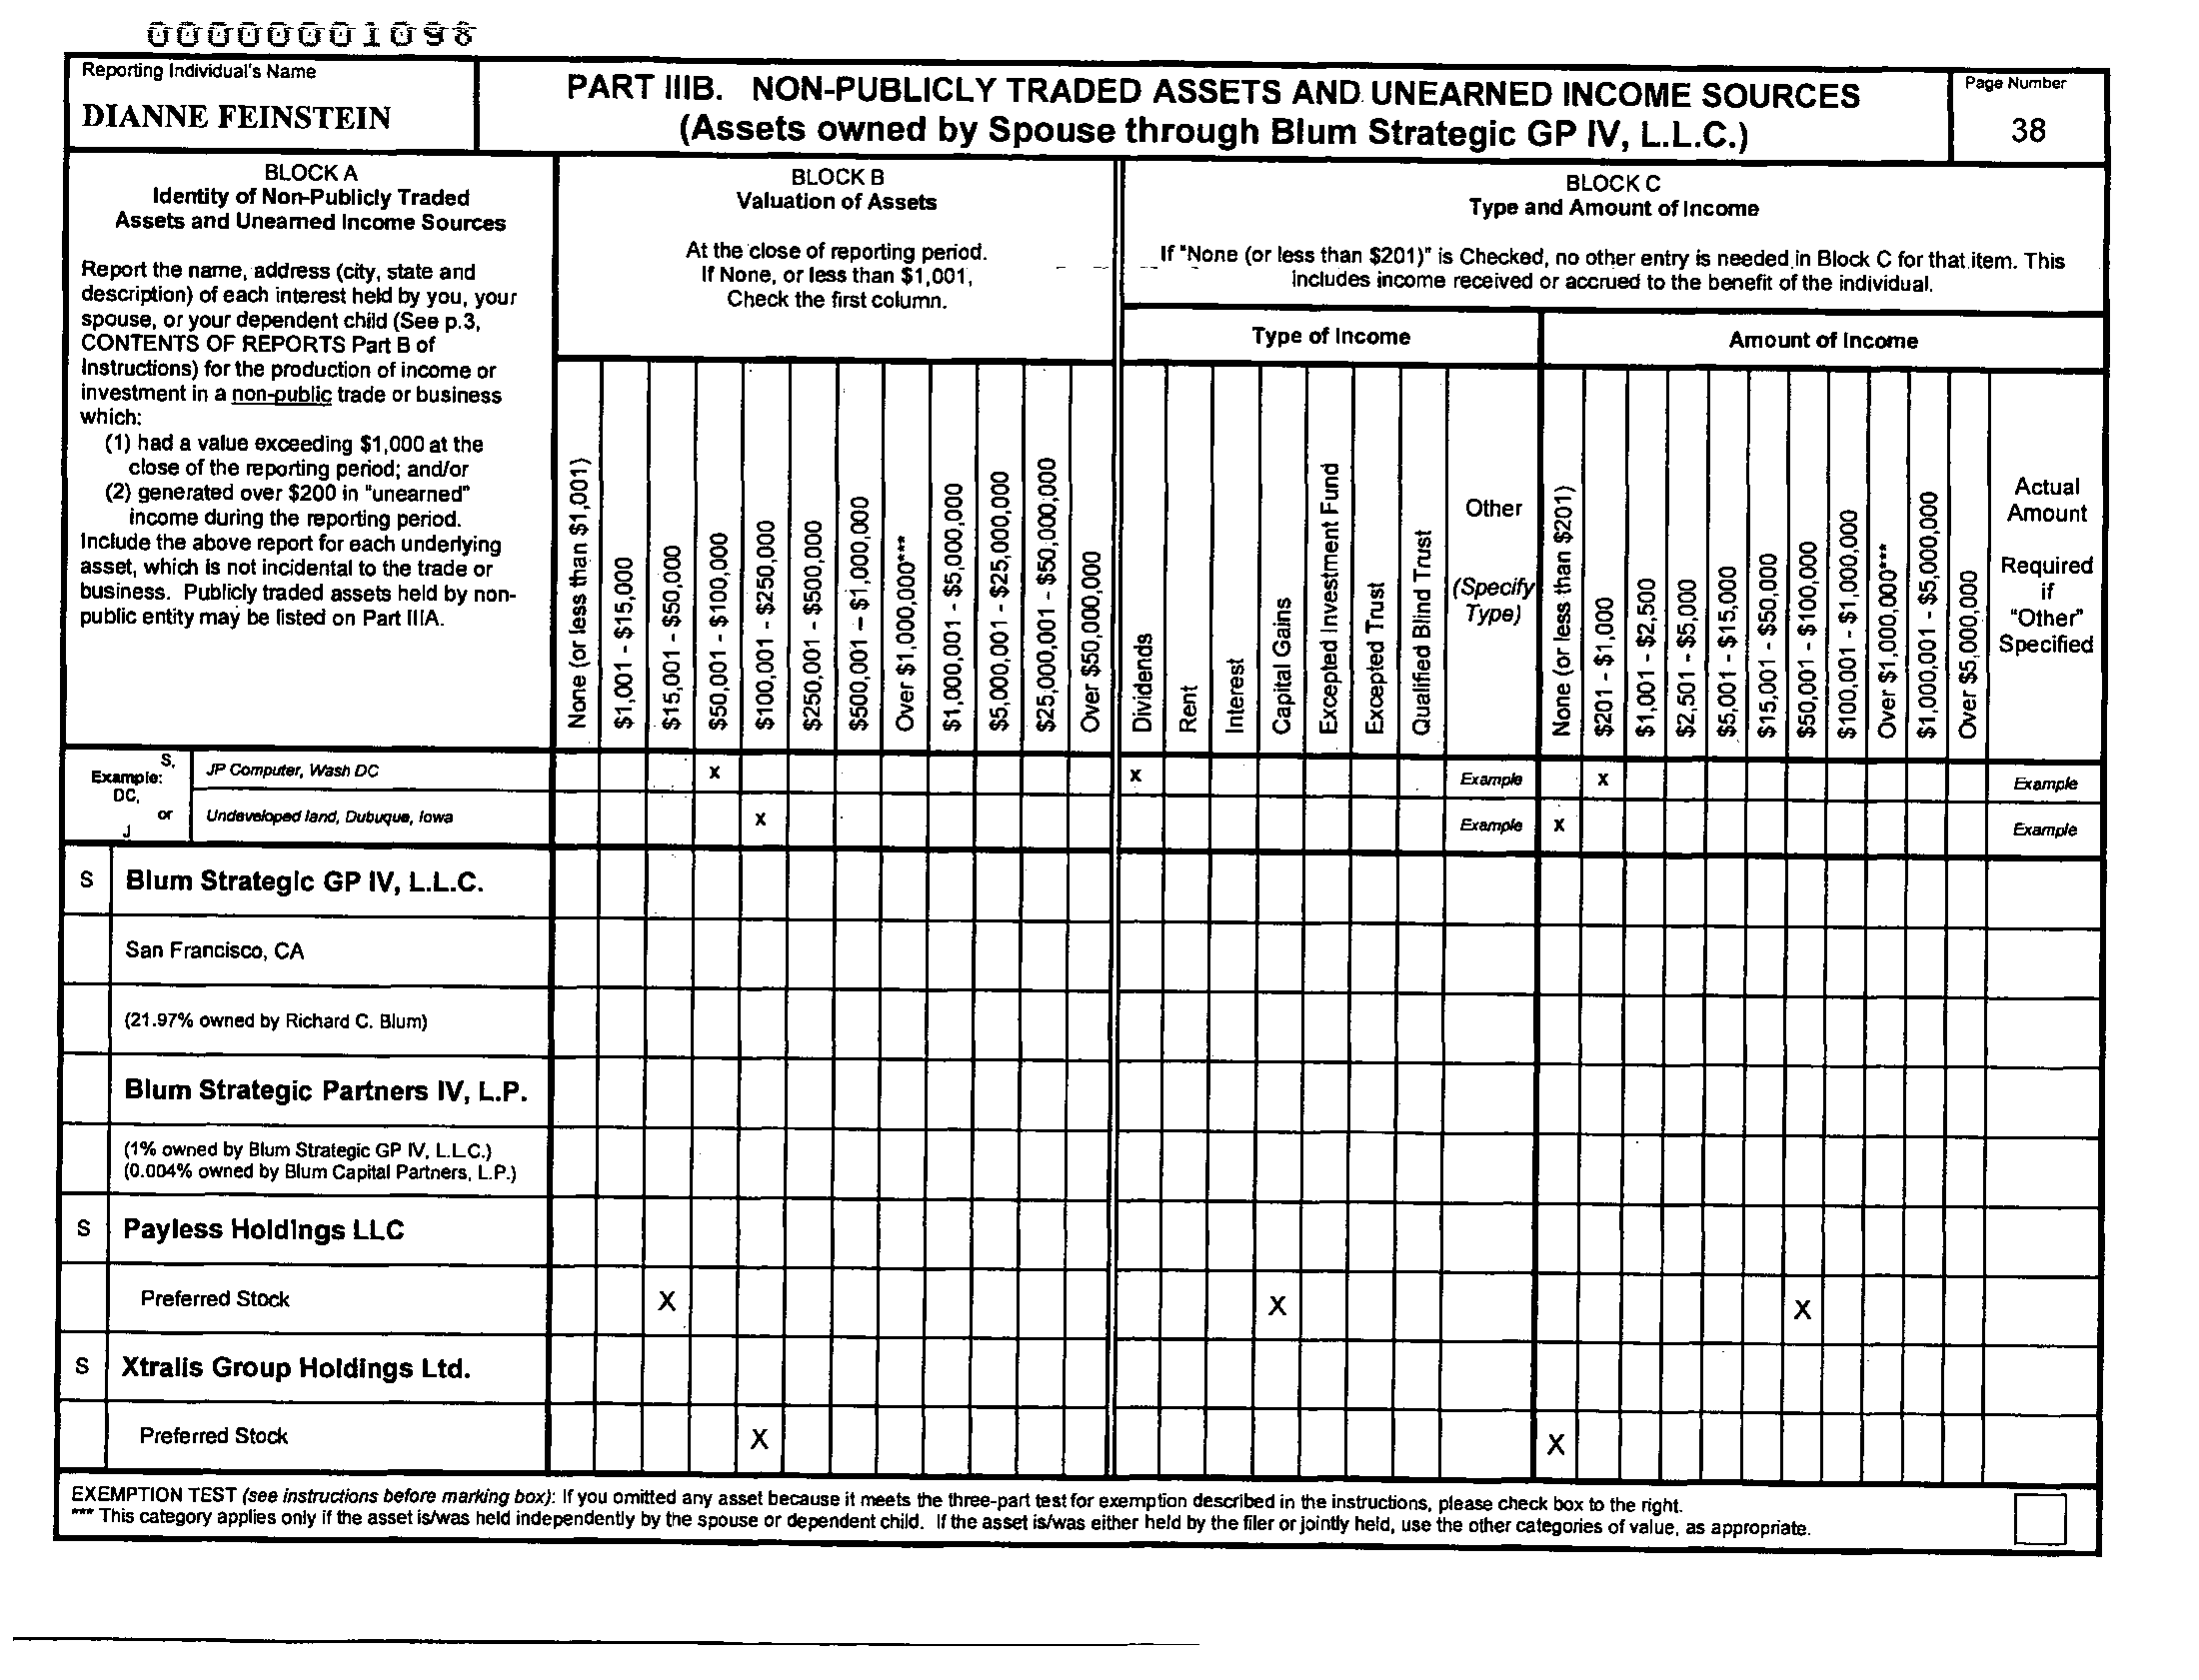 00000001098
Reporting Individual's Name
DIANNE FEINSTEIN
PART IIIB. NON-PUBLICLY TRADED ASSETS AND UNEARNED INCOME SOURCES
(Assets owned by Spouse through Blum Strategic GP IV, L.L.C.)
Page Number
38
BLOCK A
Identity of Non-Publicly Traded
Assets and Unearned Income Sources
Report the name, address (city, state and
description) of each interest held by you, your
spouse, or your dependent child (See p.3,
CONTENTS OF REPORTS Part B of
Instructions) for the production of income or
investment in a non-public trade or business
which:
(1) had a value exceeding $1,000 at the
close of the reporting period; and/or
(2) generated over $200 in "unearned"
income during the reporting period.
Include the above report for each underlying
asset, which is not incidental to the trade or
business. Publicly traded assets held by non-
public entity may be listed on Part IIIA.
BLOCK B
Valuation of Assets
At the close of reporting period.
If None, or less than $1,001,
Check the first column.
None (or less than $1,001)
$1,001 - $15,000
$15,001 - $50,000
$50,001 - $100,000
$100,001 - $250,000
$250,001 - $500,000
$500,001 - $1,000,000
Over $1,000,000***
$1,000,001 - $5,000,000
$5,000,001 - $25,000,000
$25,000,001 - $50,000,000
Over $50,000,000
BLOCK C
Type and Amount of Income
If "None (or less than $201)" is Checked, no other entry is needed in Block C for that item. This
includes income received or accrued to the benefit of the individual.
Type of Income
Dividends
Rent
Interest
Capital Gains
Excepted Investment Fund
Excepted Trust
Qualified Blind Trust
Other
(Specify
Type)
Amount of Income
None (or less than $201)
$201 - $1,000
$1,001 - $2,500
$2,501 - $5,000
$5,001 - $15,000
$15,001 - $50,000
$50,001 - $100,000
$100,001 - $1,000,000
Over $1,000,000***
$1,000,001 - $5,000,000
Over $5,000,000
Actual
Amount
Required
if
"Other"
Specified
S,
Example:
DC,
or
J
JP Computer, Wash DC x x Example x Example
Undeveloped land, Dubuque, Iowa x Example x Example
S Blum Strategic GP IV, L.L.C.
San Francisco, CA
(21.97% owned by Richard C. Blum)
Blum Strategic Partners IV, L.P.
(1% owned by Blum Strategic GP IV, L.L.C.)
(0.004% owned by Blum Capital Partners, L.P.)
S Payless Holdings LLC
Preferred Stock X X X
S Xtralis Group Holdings Ltd.
Preferred Stock X X
EXEMPTION TEST (see instructions before marking box): If you omitted any asset because it meets the three-part test for exemption described in the instructions, please check box to the right.
*** This category applies only if the asset is/was held independently by the spouse or dependent child. If the asset is/was either held by the filer or jointly held, use the other categories of value, as appropriate.